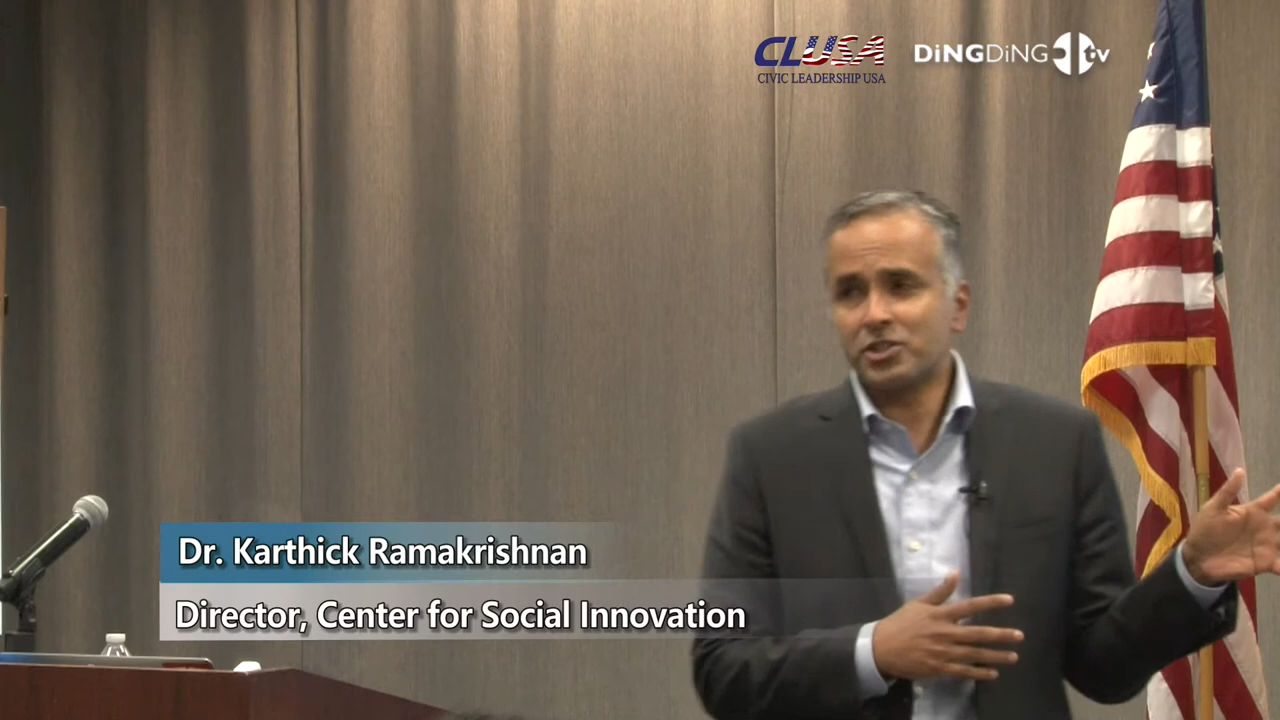 CLUSA
CIVIC LEADERSHIP USA
DiNGDiNG tv
Dr. Karthick Ramakrishnan
Director, Center for Social Innovation